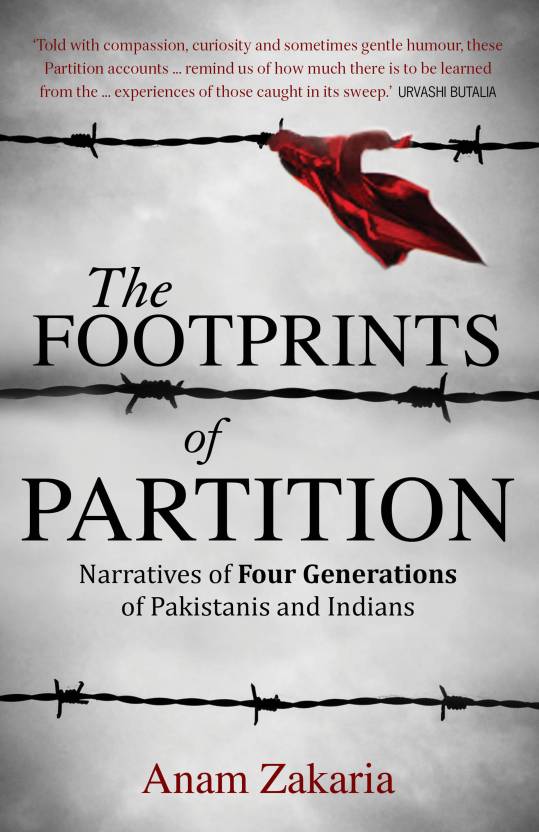 ‘Told with compassion, curiosity and sometimes gentle humour, these
Partition accounts ... remind us of how much there is to be learned
from the ... experiences of those caught in its sweep.’ URVASHI BUTALIA
The
FOOTPRINTS
of
PARTITION
Narratives of Four Generations
of Pakistanis and Indians
Anam Zakaria